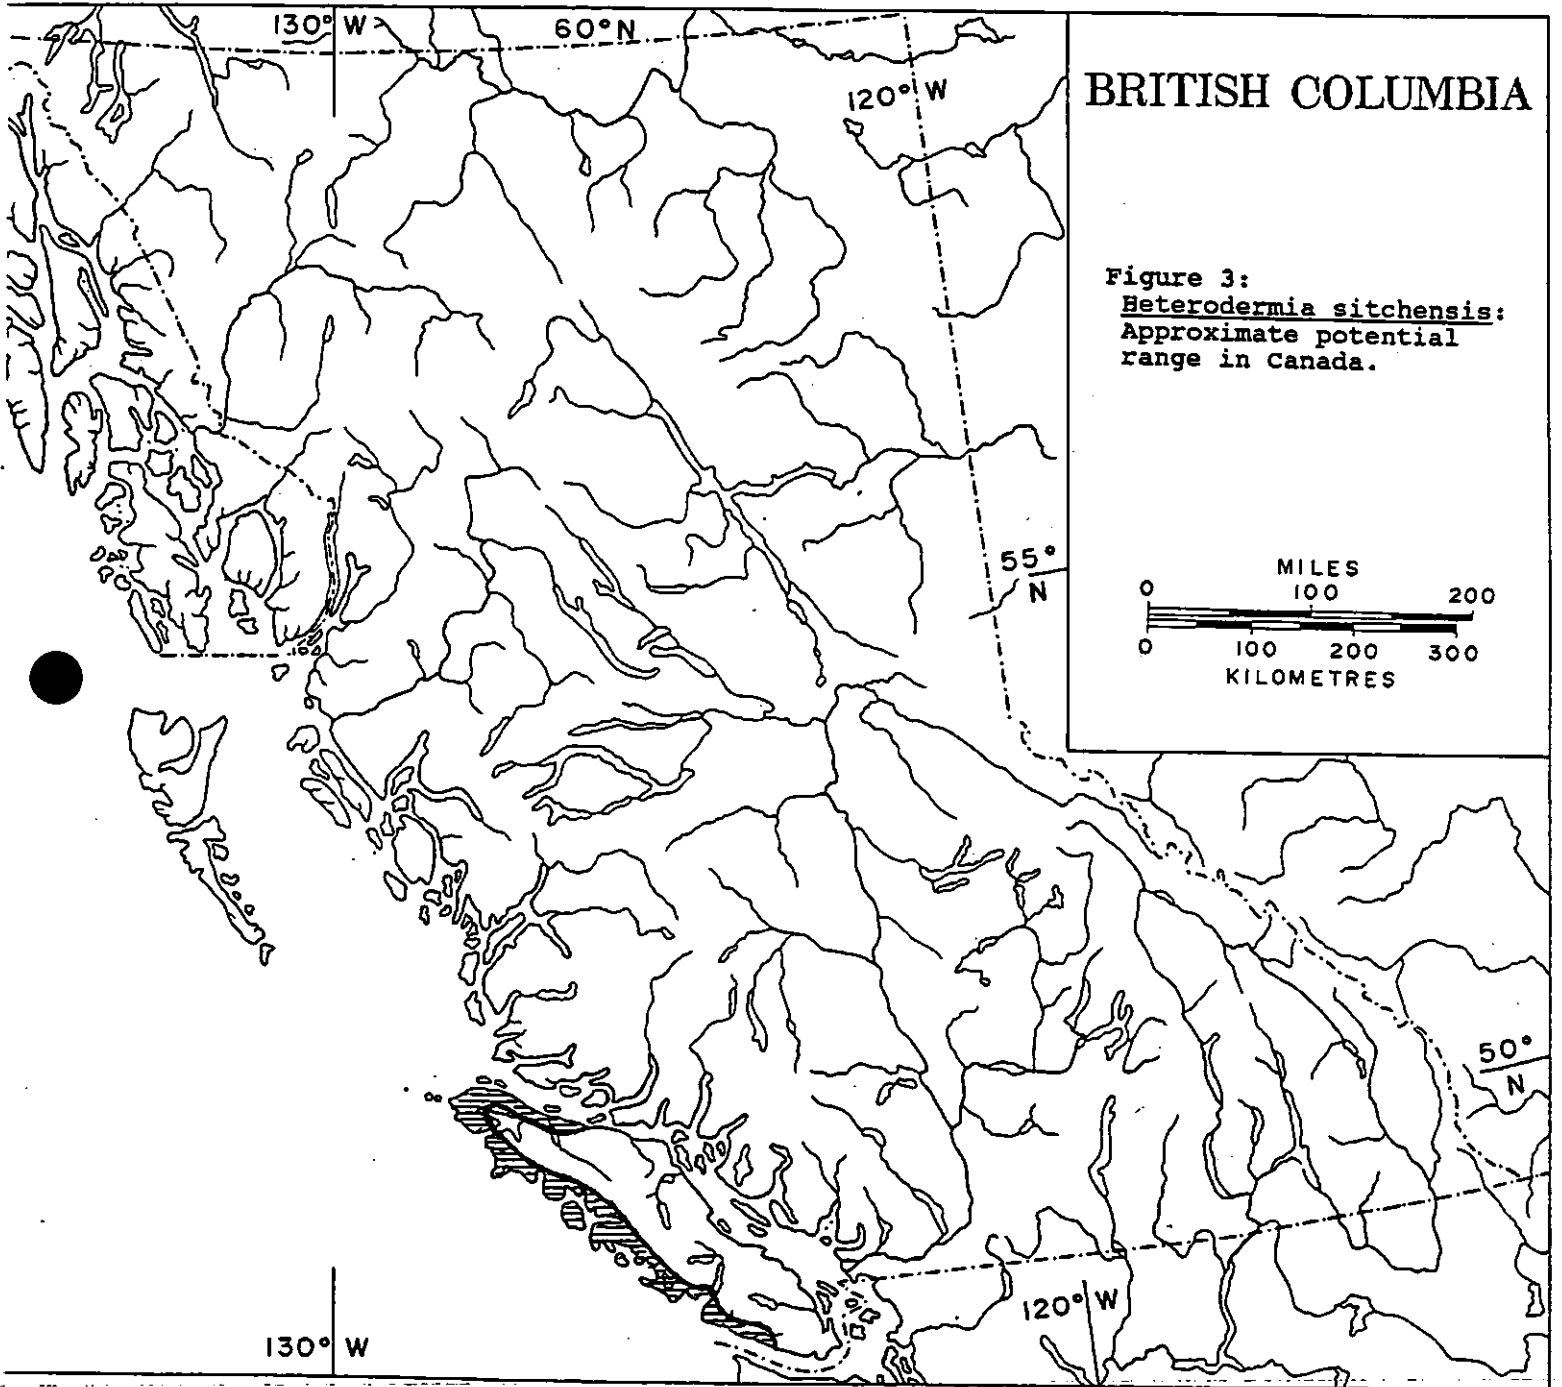 130° W
60° N
120° W
BRITISH COLUMBIA
Figure 3:
Heterodermia sitchensis:
Approximate potential
range in Canada.
55°
N
MILES
0 100 200
0 100 200 300
KILOMETRES
50°
N
120° W
130° W